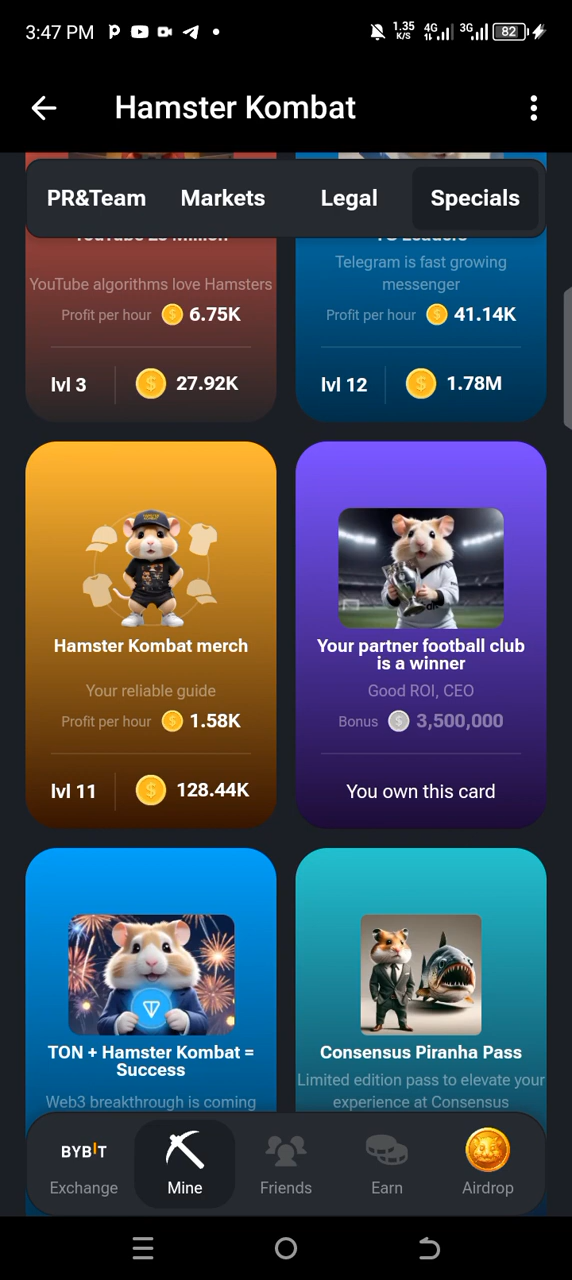 3:47 PM
1.35
K/S
4G
3G
82
Hamster Kombat
PR&Team
Markets
Legal
Specials
YouTube 25 Million
TG Leaders
YouTube algorithms love Hamsters
Telegram is fast growing
messenger
Profit per hour 6.75K
Profit per hour 41.14K
lvl 3
27.92K
lvl 12
1.78M
Hamster Kombat merch
Your reliable guide
Profit per hour 1.58K
lvl 11
128.44K
Your partner football club
is a winner
Good ROI, CEO
Bonus 3,500,000
You own this card
TON + Hamster Kombat =
Success
Web3 breakthrough is coming
Consensus Piranha Pass
Limited edition pass to elevate your
experience at Consensus
BYBIT
Exchange
Mine
Friends
Earn
Airdrop